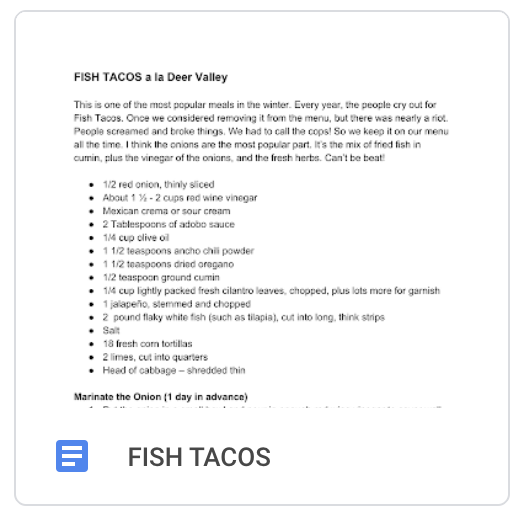 FISH TACOS a la Deer Valley
This is one of the most popular meals in the winter. Every year, the people cry out for
Fish Tacos. Once we considered removing it from the menu, but there was nearly a riot.
People screamed and broke things. We had to call the cops! So we keep it on our menu
all the time. I think the onions are the most popular part. It's the mix of fried fish in
cumin, plus the vinegar of the onions, and the fresh herbs. Can't be beat!
● 1/2 red onion, thinly sliced
● About 1 ½ - 2 cups red wine vinegar
● Mexican crema or sour cream
● 2 Tablespoons of adobo sauce
● 1/4 cup olive oil
● 1 1/2 teaspoons ancho chili powder
● 1 1/2 teaspoons dried oregano
● 1/2 teaspoon ground cumin
● 1/4 cup lightly packed fresh cilantro leaves, chopped, plus lots more for garnish
● 1 jalapeño, stemmed and chopped
● 2 pound flaky white fish (such as tilapia), cut into long, think strips
● Salt
● 18 fresh corn tortillas
● 2 limes, cut into quarters
● Head of cabbage – shredded thin
Marinate the Onion (1 day in advance)
FISH TACOS